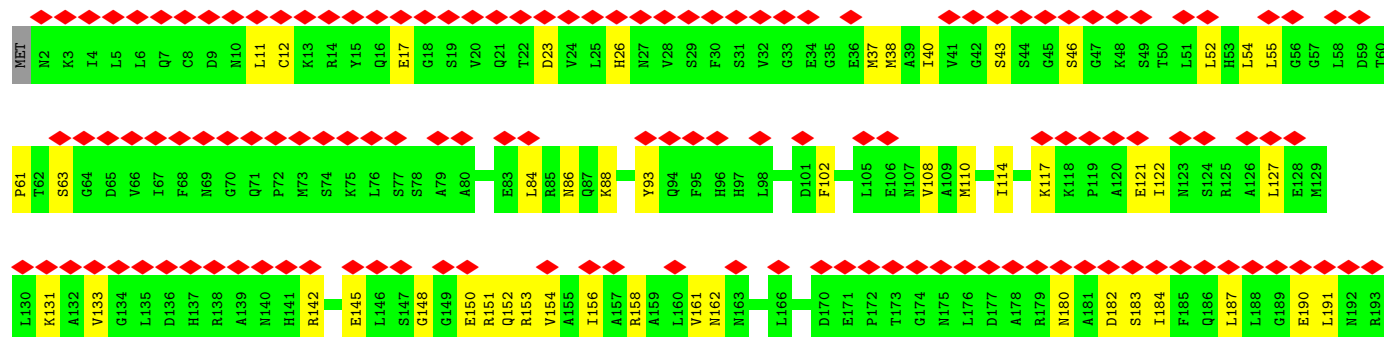 MET N2 K3 I4 L5 L6 Q7 C8 D9 N10 L11 C12 K13 R14 Y15 Q16 E17 G18 S19 V20 Q21 T22 D23 V24 L25 H26 N27 V28 S29 F30 S31 V32 G33 E34 G35 E36 M37 M38 A39 I40 V41 G42 S43 S44 G45 S46 G47 K48 S49 T50 L51 L52 H53 L54 L55 G56 G57 L58 D59 T60
P61 T62 S63 G64 D65 V66 I67 F68 N69 G70 Q71 P72 M73 S74 K75 L76 S77 S78 A79 A80 E83 L84 R85 N86 Q87 K88 Y93 Q94 F95 H96 H97 L98 D101 F102 L105 E106 N107 V108 A109 M110 I114 K117 K118 P119 A120 E121 I122 N123 S124 R125 A126 L127 E128 M129
L130 K131 A132 V133 G134 L135 D136 H137 R138 A139 N140 H141 R142 E145 L146 S147 G148 G149 E150 R151 Q152 R153 V154 A155 I156 A157 R158 A159 L160 V161 N162 N163 L166 D170 E171 P172 T173 G174 N175 L176 D177 A178 R179 N180 A181 D182 S183 I184 F185 Q186 L187 L188 G189 E190 L191 N192 R193